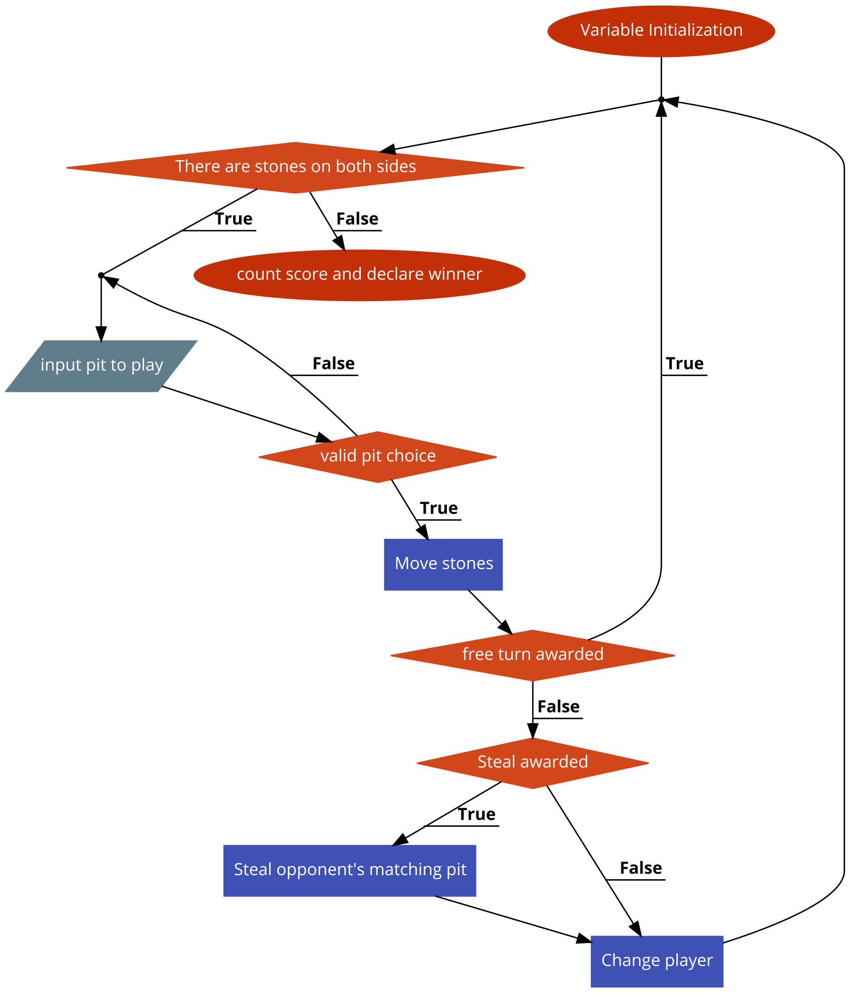 Variable Initialization
There are stones on both sides
True
False
count score and declare winner
input pit to play
False
True
valid pit choice
True
Move stones
free turn awarded
False
Steal awarded
True
Steal opponent's matching pit
False
Change player